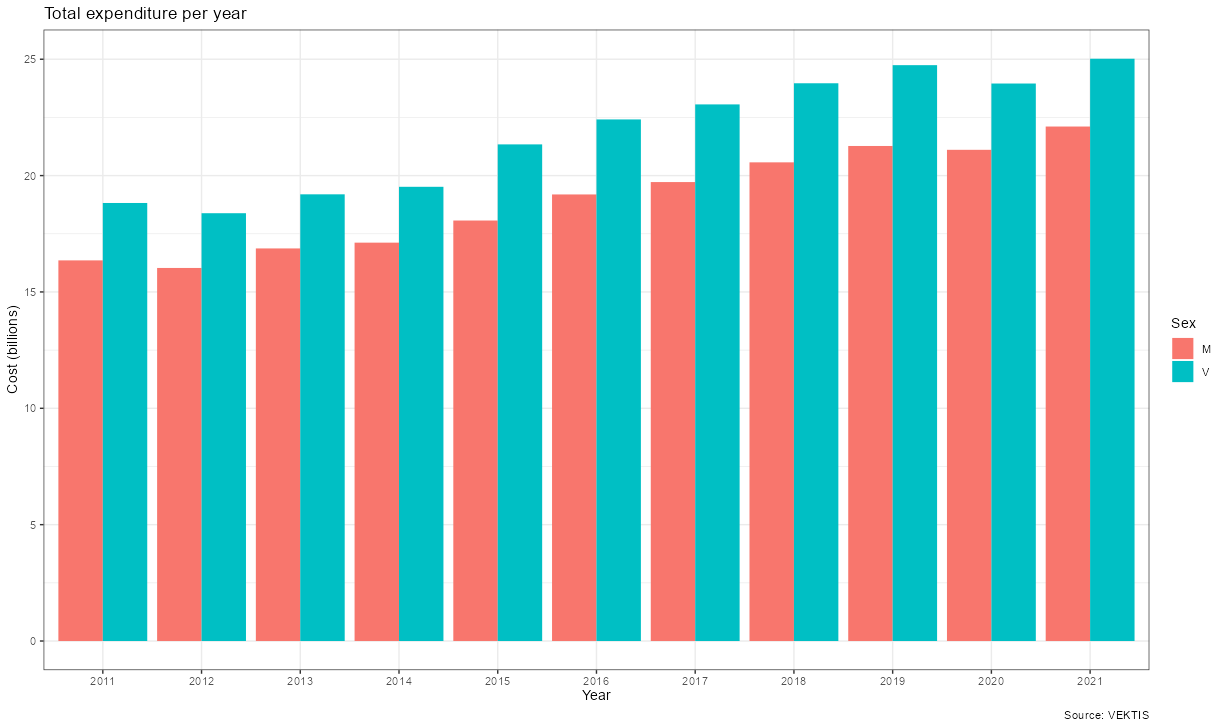 Total expenditure per year
Cost (billions)
25
20
15
10
5
0
2011 2012 2013 2014 2015 2016 2017 2018 2019 2020 2021
Year
Sex
M
V
Source: VEKTIS